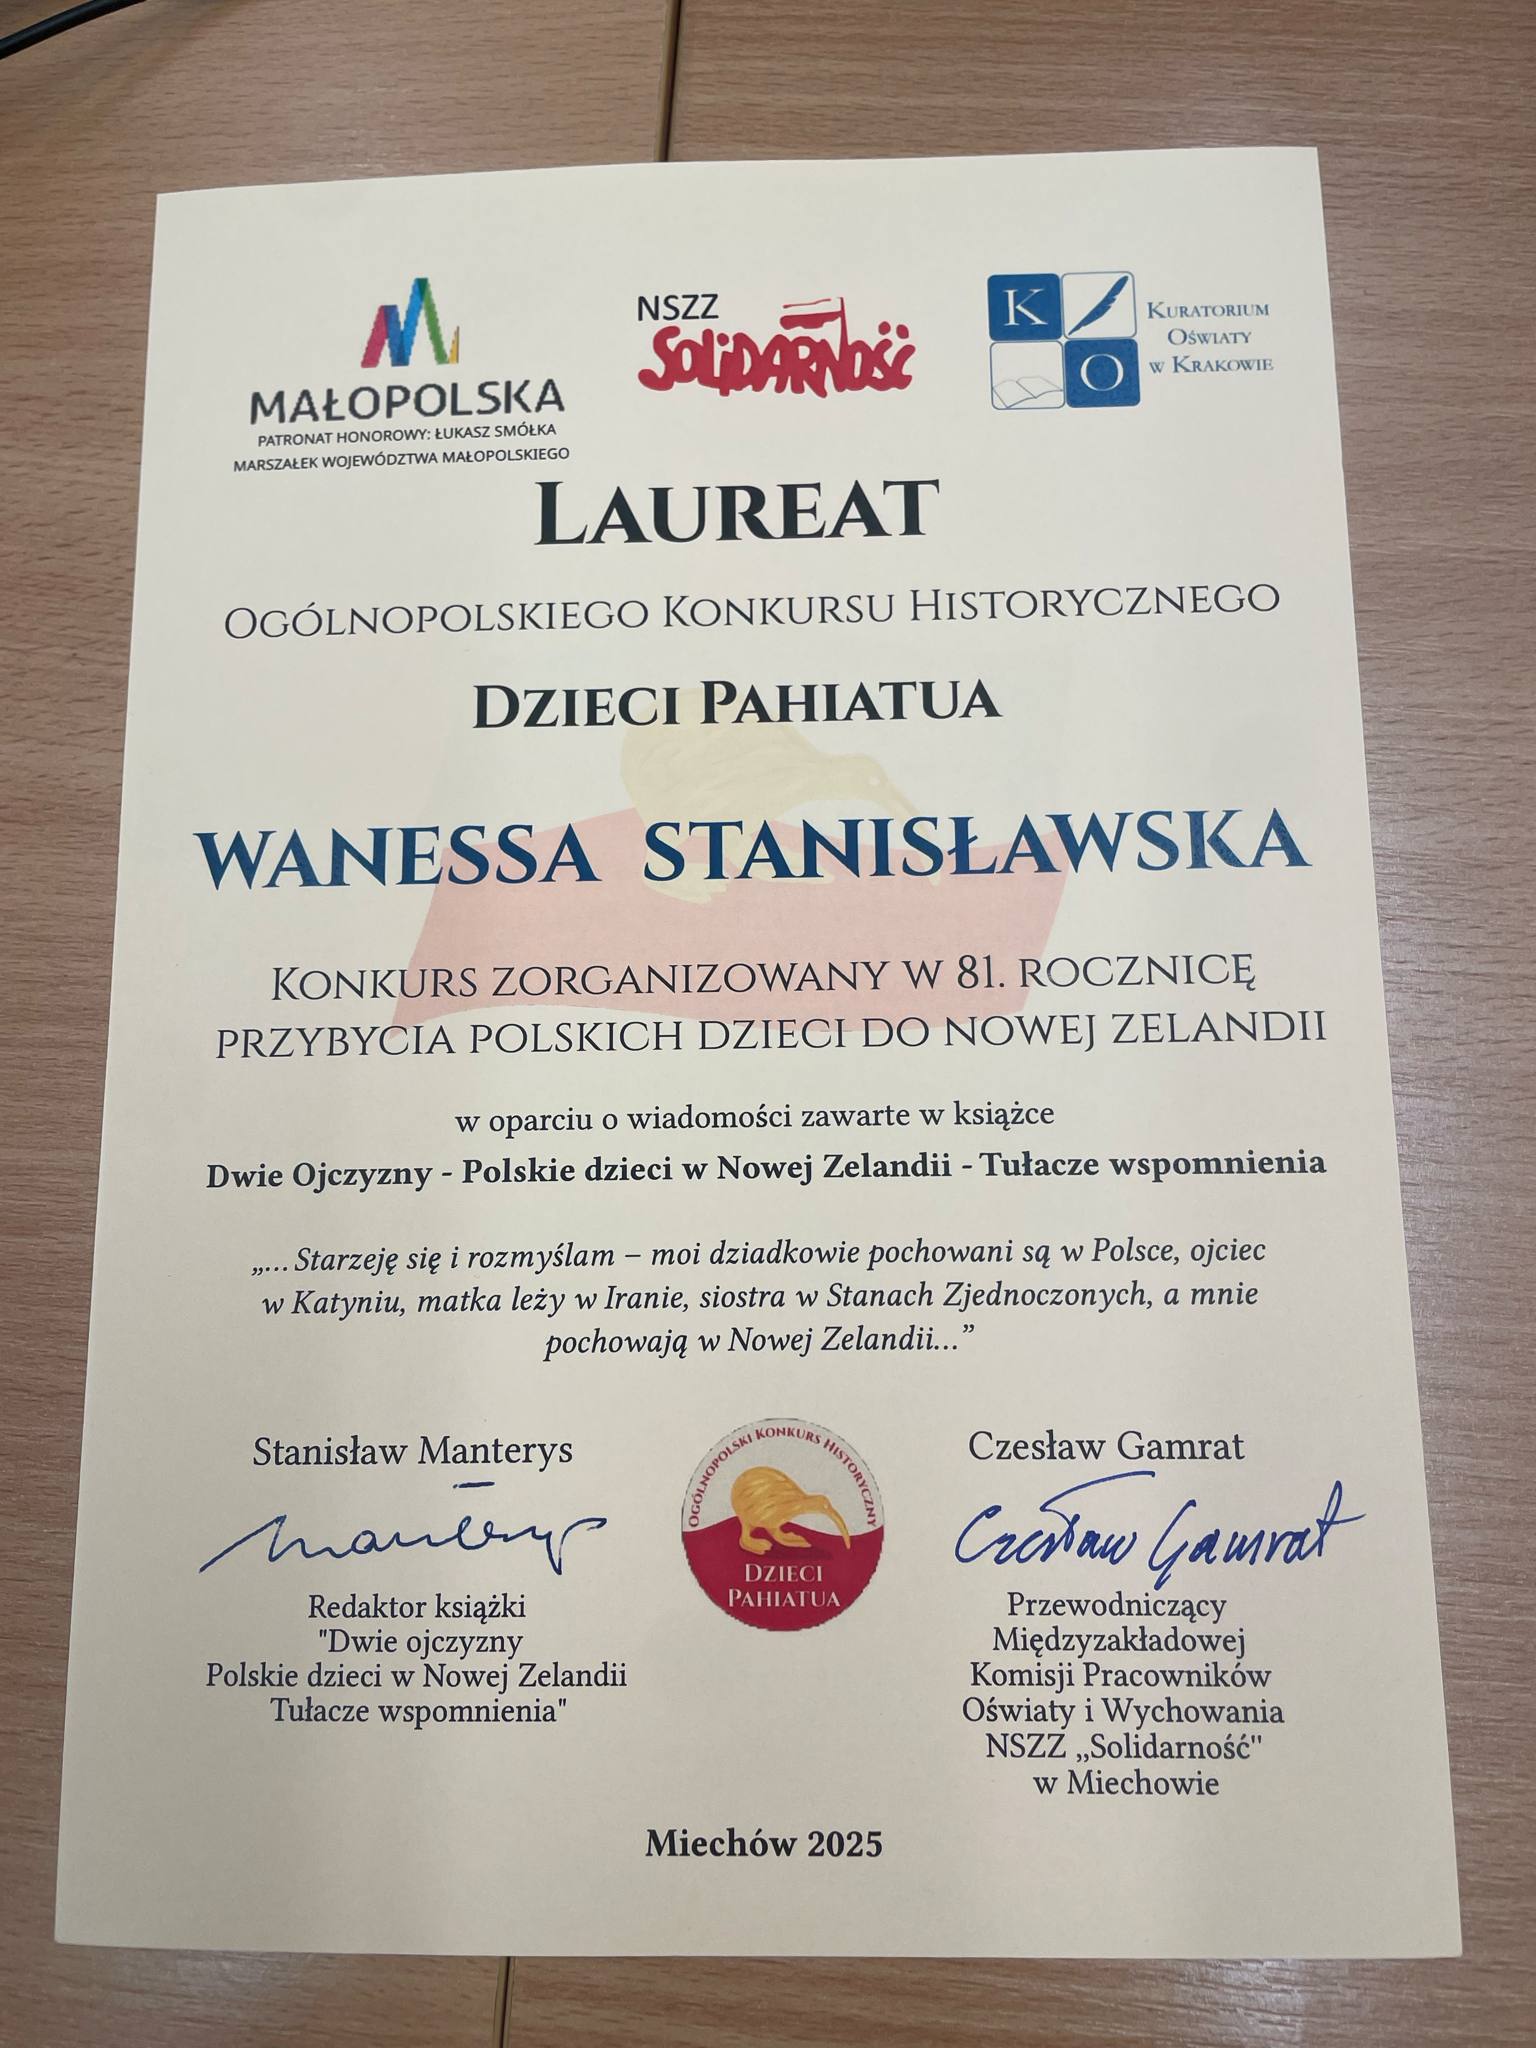 MAŁOPOLSKA
PATRONAT HONOROWY: ŁUKASZ SMÓŁKA
MARSZAŁEK WOJEWÓDZTWA MAŁOPOLSKIEGO
NSZZ
SOLIDARNOŚĆ
K
O
KURATORIUM
OŚWIATY
W KRAKOWIE
LAUREAT
OGÓLNOPOLSKIEGO KONKURSU HISTORYCZNEGO
DZIECI PAHIATUA
WANESSA STANISŁAWSKA
KONKURS ZORGANIZOWANY W 81. ROCZNICĘ
PRZYBYCIA POLSKICH DZIECI DO NOWEJ ZELANDII
w oparciu o wiadomości zawarte w książce
Dwie Ojczyzny - Polskie dzieci w Nowej Zelandii - Tułacze wspomnienia
„... Starzeję się i rozmyślam – moi dziadkowie pochowani są w Polsce, ojciec
w Katyniu, matka leży w Iranie, siostra w Stanach Zjednoczonych, a mnie
pochowają w Nowej Zelandii...”
Stanisław Manterys
Manterys
Redaktor książki
"Dwie ojczyzny
Polskie dzieci w Nowej Zelandii
Tułacze wspomnienia"
OGÓLNOPOLSKI KONKURS HISTORYCZNY
DZIECI
PAHIATUA
Czesław Gamrat
Czesław Gamrat
Przewodniczący
Międzyzakładowej
Komisji Pracowników
Oświaty i Wychowania
NSZZ „Solidarność"
w Miechowie
Miechów 2025